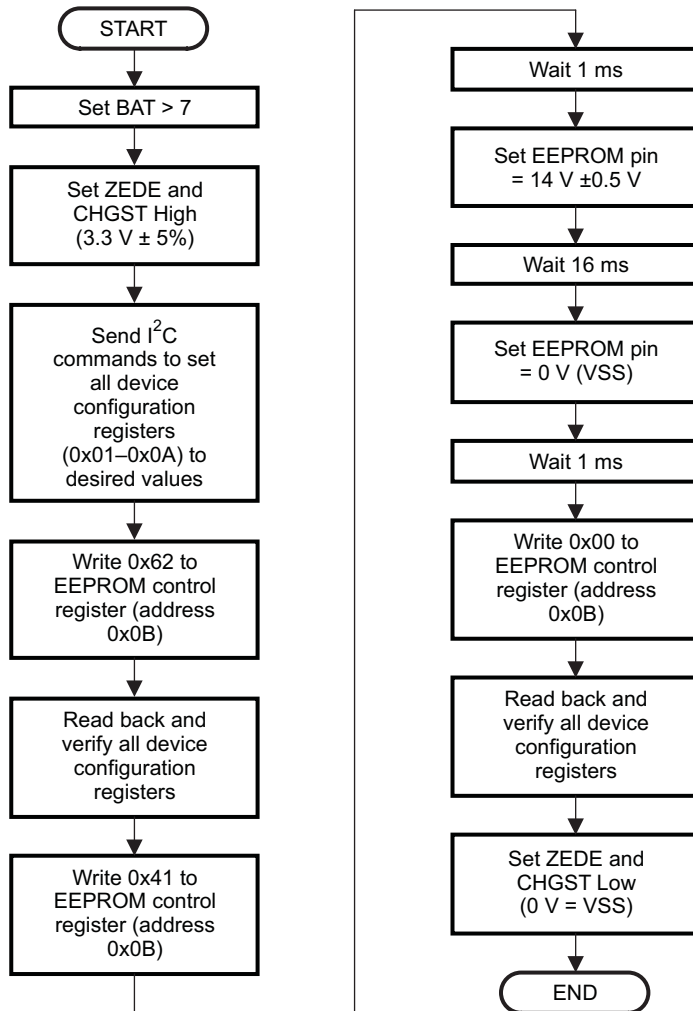 START
Set BAT > 7
Set ZEDE and
CHGST High
(3.3 V ± 5%)
Send I²C
commands to set
all device
configuration
registers
(0x01–0x0A) to
desired values
Write 0x62 to
EEPROM control
register (address
0x0B)
Read back and
verify all device
configuration
registers
Write 0x41 to
EEPROM control
register (address
0x0B)
Wait 1 ms
Set EEPROM pin
= 14 V ±0.5 V
Wait 16 ms
Set EEPROM pin
= 0 V (VSS)
Wait 1 ms
Write 0x00 to
EEPROM control
register (address
0x0B)
Read back and
verify all device
configuration
registers
Set ZEDE and
CHGST Low
(0 V = VSS)
END